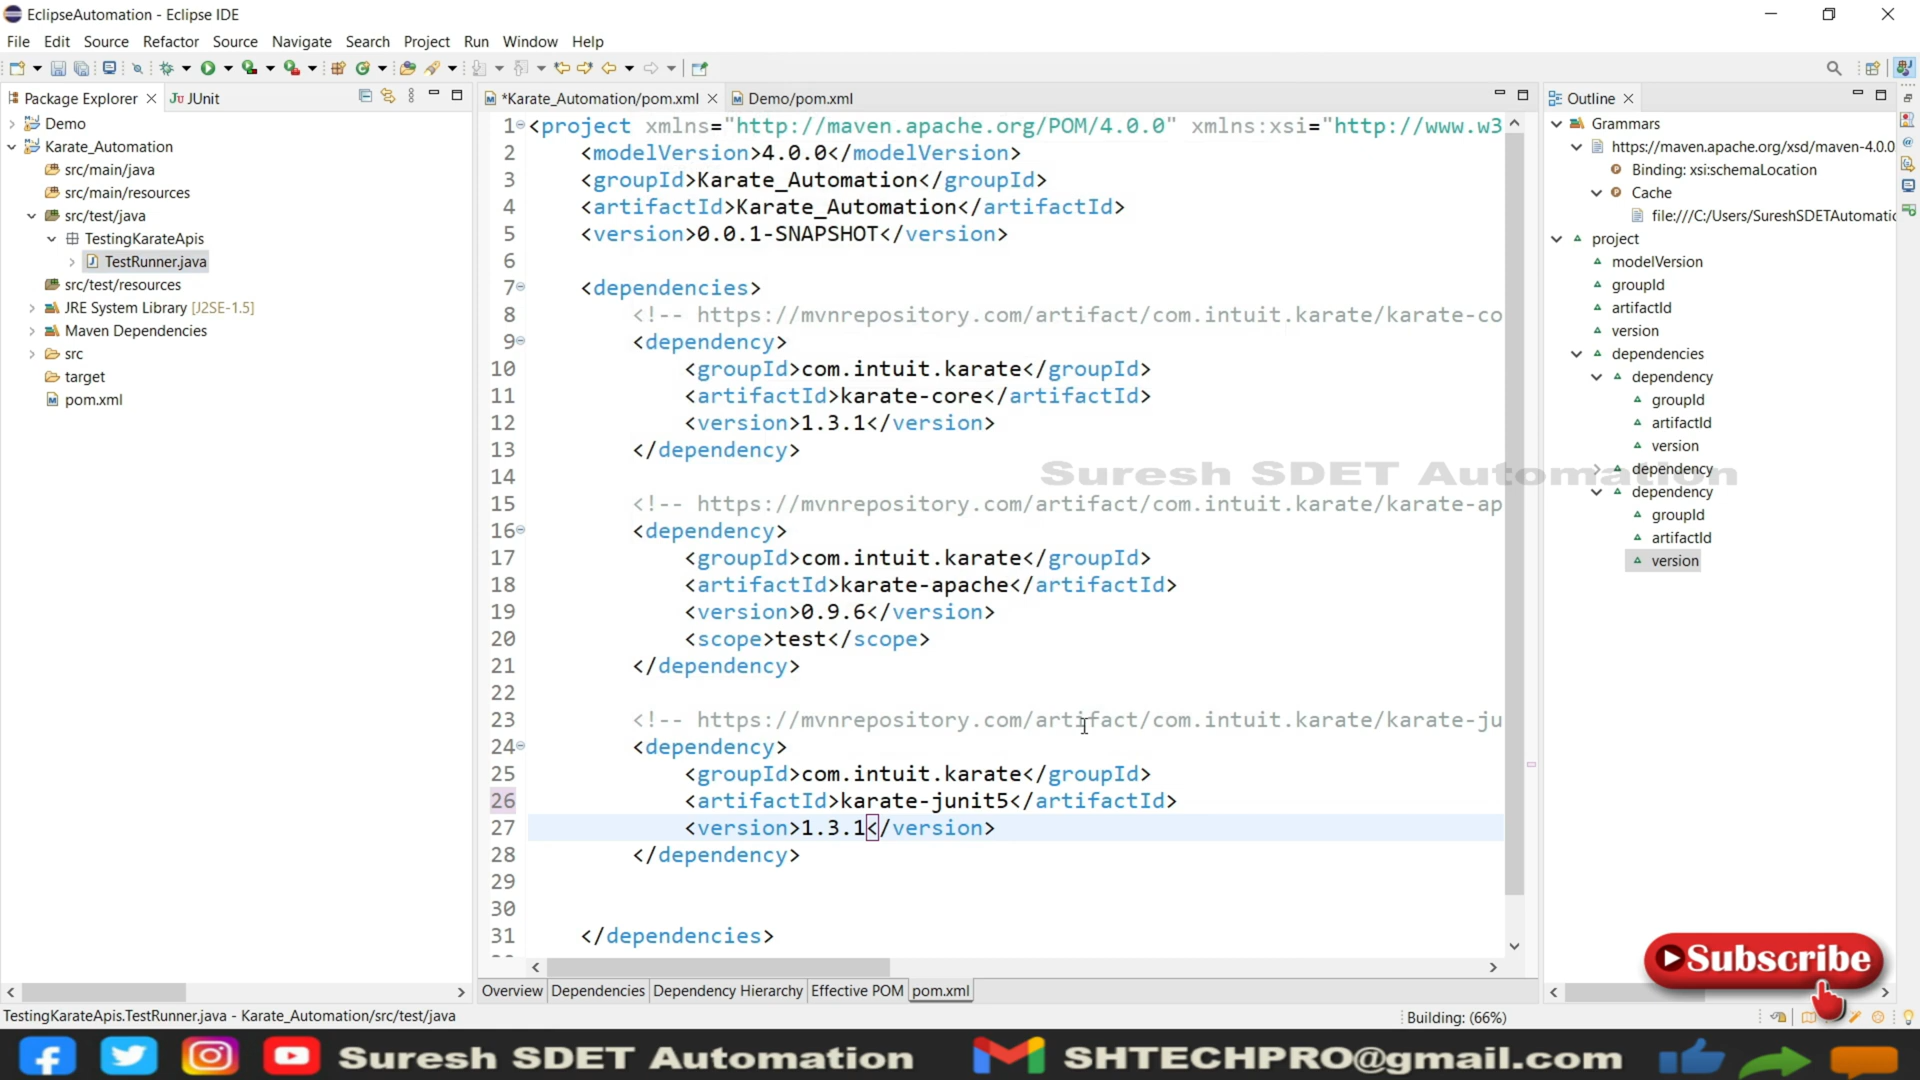 EclipseAutomation - Eclipse IDE
File Edit Source Refactor Source Navigate Search Project Run Window Help
Package Explorer
JUnit
Demo
Karate_Automation
src/main/java
src/main/resources
src/test/java
TestingKarateApis
TestRunner.java
src/test/resources
JRE System Library [J2SE-1.5]
Maven Dependencies
src
target
pom.xml
*Karate_Automation/pom.xml
Demo/pom.xml
1 <project xmlns="http://maven.apache.org/POM/4.0.0" xmlns:xsi="http://www.w3
2 <modelVersion>4.0.0</modelVersion>
3 <groupId>Karate_Automation</groupId>
4 <artifactId>Karate_Automation</artifactId>
5 <version>0.0.1-SNAPSHOT</version>
6
7 <dependencies>
8 <!-- https://mvnrepository.com/artifact/com.intuit.karate/karate-co
9 <dependency>
10 <groupId>com.intuit.karate</groupId>
11 <artifactId>karate-core</artifactId>
12 <version>1.3.1</version>
13 </dependency>
14
15 <!-- https://mvnrepository.com/artifact/com.intuit.karate/karate-ap
16 <dependency>
17 <groupId>com.intuit.karate</groupId>
18 <artifactId>karate-apache</artifactId>
19 <version>0.9.6</version>
20 <scope>test</scope>
21 </dependency>
22
23 <!-- https://mvnrepository.com/artifact/com.intuit.karate/karate-ju
24 <dependency>
25 <groupId>com.intuit.karate</groupId>
26 <artifactId>karate-junit5</artifactId>
27 <version>1.3.1</version>
28 </dependency>
29
30
31 </dependencies>
Suresh SDET Automation
Overview Dependencies Dependency Hierarchy Effective POM pom.xml
Outline
Grammars
https://maven.apache.org/xsd/maven-4.0.0
Binding: xsi:schemaLocation
Cache
file:///C:/Users/SureshSDETAutomatic
project
modelVersion
groupId
artifactId
version
dependencies
dependency
groupId
artifactId
version
dependency
dependency
groupId
artifactId
version
Subscribe
TestingKarateApis.TestRunner.java - Karate_Automation/src/test/java
Building: (66%)
Suresh SDET Automation
SHTECHPRO@gmail.com